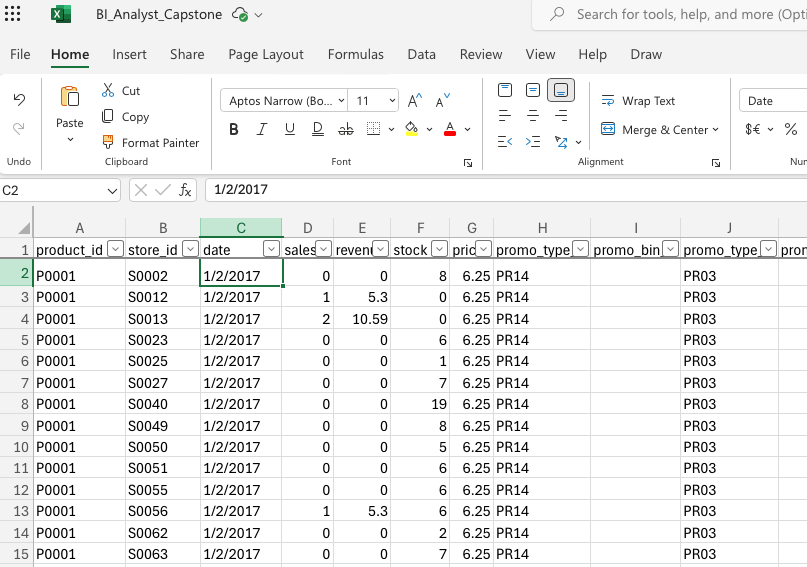 BI_Analyst_Capstone
Search for tools, help, and more (Opti
File Home Insert Share Page Layout Formulas Data Review View Help Draw
Paste
Cut
Copy
Format Painter
Aptos Narrow (Bo... 11 A A
B I U D ab A
Wrap Text
Merge & Center
Date
$€ %
Undo Clipboard Font Alignment Nun
C2 fx 1/2/2017
A B C D E F G H I J
1 product_id store_id date sales revenu stock pric promo_type promo_bin promo_type pron
2 P0001 S0002 1/2/2017 0 0 8 6.25 PR14 PR03
3 P0001 S0012 1/2/2017 1 5.3 0 6.25 PR14 PR03
4 P0001 S0013 1/2/2017 2 10.59 0 6.25 PR14 PR03
5 P0001 S0023 1/2/2017 0 0 6 6.25 PR14 PR03
6 P0001 S0025 1/2/2017 0 0 1 6.25 PR14 PR03
7 P0001 S0027 1/2/2017 0 0 7 6.25 PR14 PR03
8 P0001 S0040 1/2/2017 0 0 19 6.25 PR14 PR03
9 P0001 S0049 1/2/2017 0 0 8 6.25 PR14 PR03
10 P0001 S0050 1/2/2017 0 0 5 6.25 PR14 PR03
11 P0001 S0051 1/2/2017 0 0 6 6.25 PR14 PR03
12 P0001 S0055 1/2/2017 0 0 6 6.25 PR14 PR03
13 P0001 S0056 1/2/2017 1 5.3 6 6.25 PR14 PR03
14 P0001 S0062 1/2/2017 0 0 2 6.25 PR14 PR03
15 P0001 S0063 1/2/2017 0 0 7 6.25 PR14 PR03